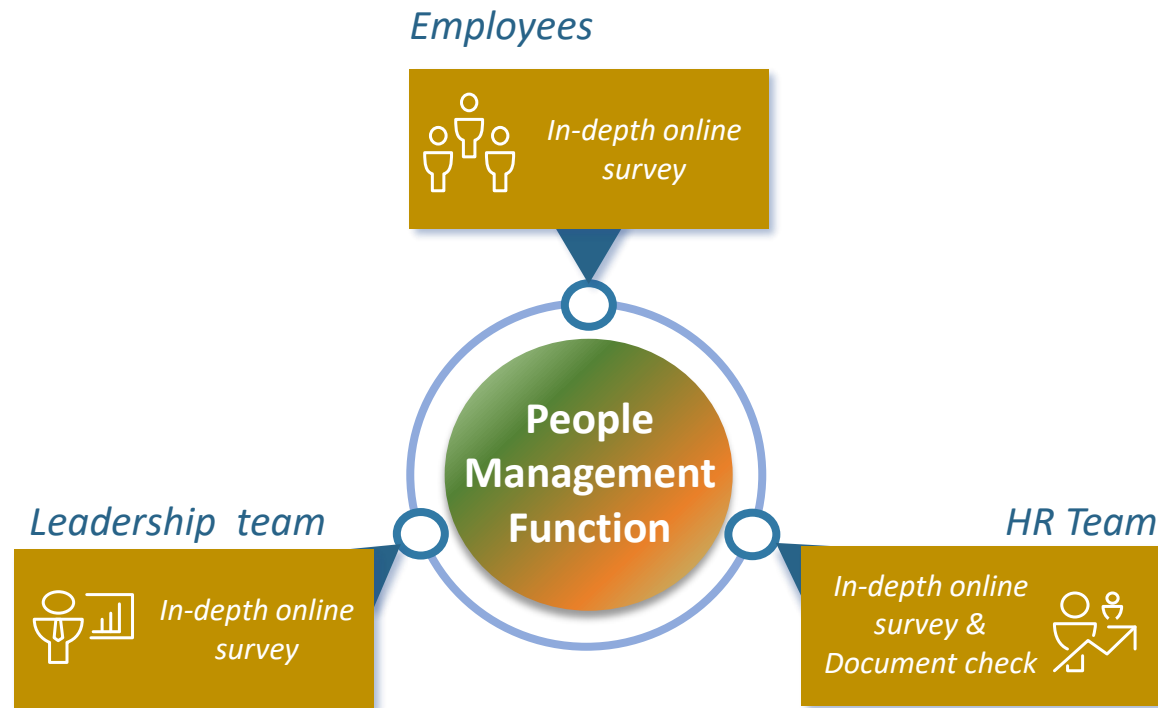 Employees
In-depth online
survey
People
Management
Function
Leadership team
In-depth online
survey
HR Team
In-depth online
survey &
Document check